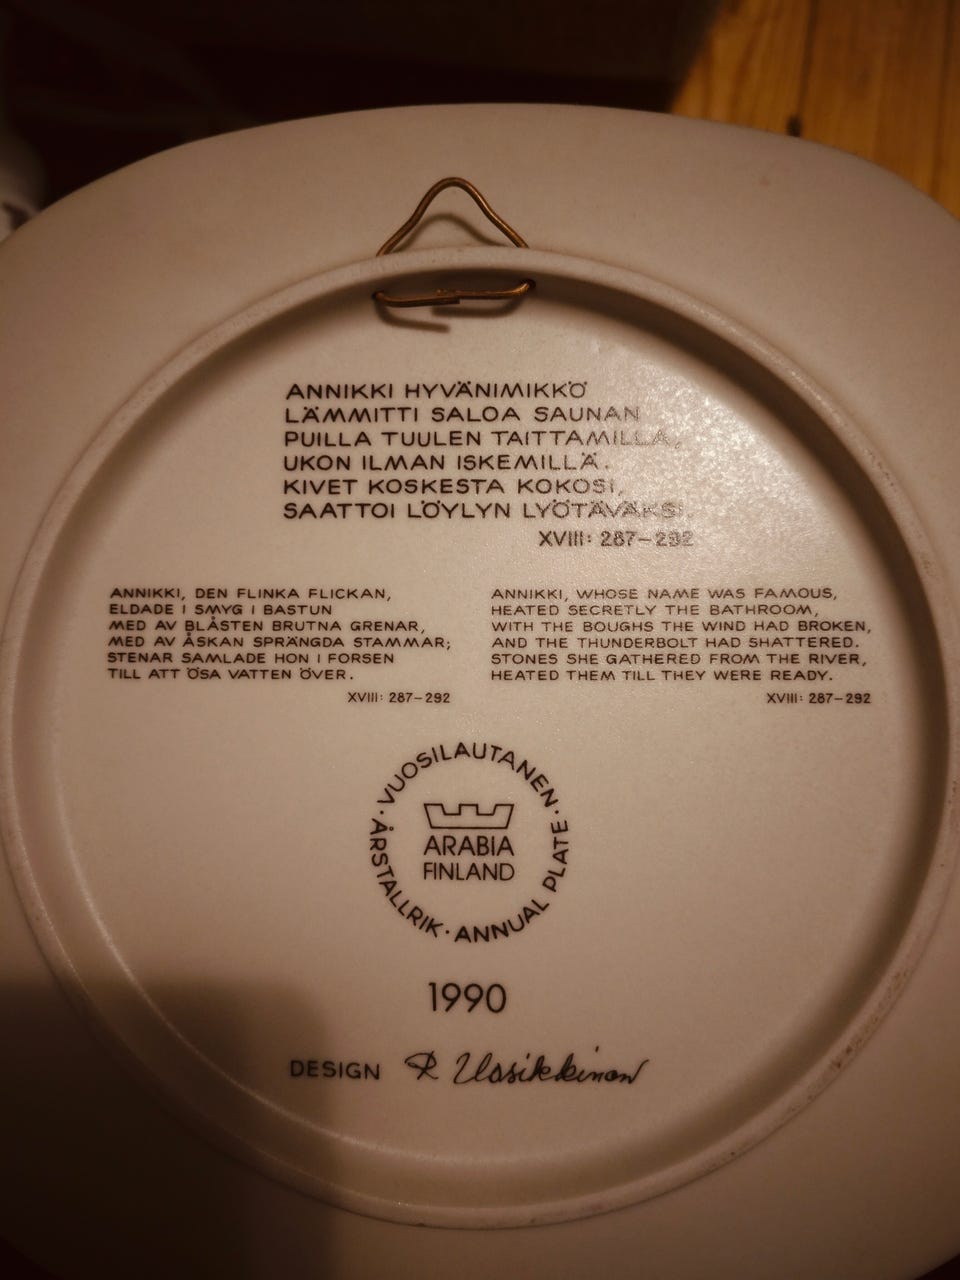 ANNIKKI HYVÄNIMIKKÖ
LÄMMITTI SALOA SAUNAN
PUILLA TUULEN TAITTAMILLA,
UKON ILMAN ISKEMILLÄ.
KIVET KOSKESTA KOKOSI,
SAATTOI LÖYLYN LYÖTÄVÄKSI.
XVIII: 287-292
ANNIKKI, DEN FLINKA FLICKAN,
ELDADE I SMYG I BASTUN
MED AV BLÅSTEN BRUTNA GRENAR,
MED AV ÅSKAN SPRÄNGDA STAMMAR;
STENAR SAMLADE HON I FORSEN
TILL ATT ÖSA VATTEN ÖVER.
XVIII: 287-292
ANNIKKI, WHOSE NAME WAS FAMOUS,
HEATED SECRETLY THE BATHROOM,
WITH THE BOUGHS THE WIND HAD BROKEN,
AND THE THUNDERBOLT HAD SHATTERED.
STONES SHE GATHERED FROM THE RIVER,
HEATED THEM TILL THEY WERE READY.
XVIII: 287-292
· VUOSILAUTANEN · ANNUAL PLATE · ÅRSTALLRIK
ARABIA
FINLAND
1990
DESIGN R Uosikkinen